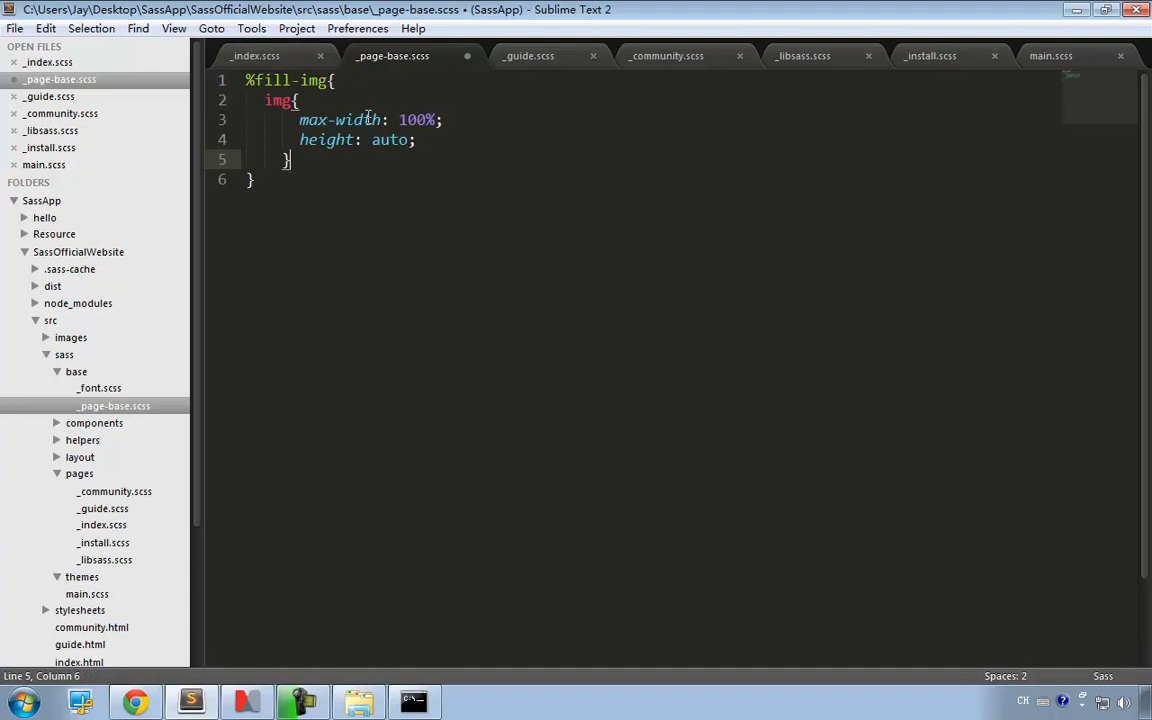 C:\Users\Jay\Desktop\SassApp\SassOfficialWebsite\src\sass\base\_page-base.scss • (SassApp) - Sublime Text 2
File Edit Selection Find View Goto Tools Project Preferences Help
OPEN FILES
_index.scss
_page-base.scss
_guide.scss
_community.scss
_libsass.scss
_install.scss
main.scss
FOLDERS
SassApp
hello
Resource
SassOfficialWebsite
.sass-cache
dist
node_modules
src
images
sass
base
_font.scss
_page-base.scss
components
helpers
layout
pages
_community.scss
_guide.scss
_index.scss
_install.scss
_libsass.scss
themes
main.scss
stylesheets
community.html
guide.html
index.html
_index.scss _page-base.scss _guide.scss _community.scss _libsass.scss _install.scss main.scss
1 %fill-img{
2 img{
3 max-width: 100%;
4 height: auto;
5 }
6 }
Line 5, Column 6 Spaces: 2 Sass
CH